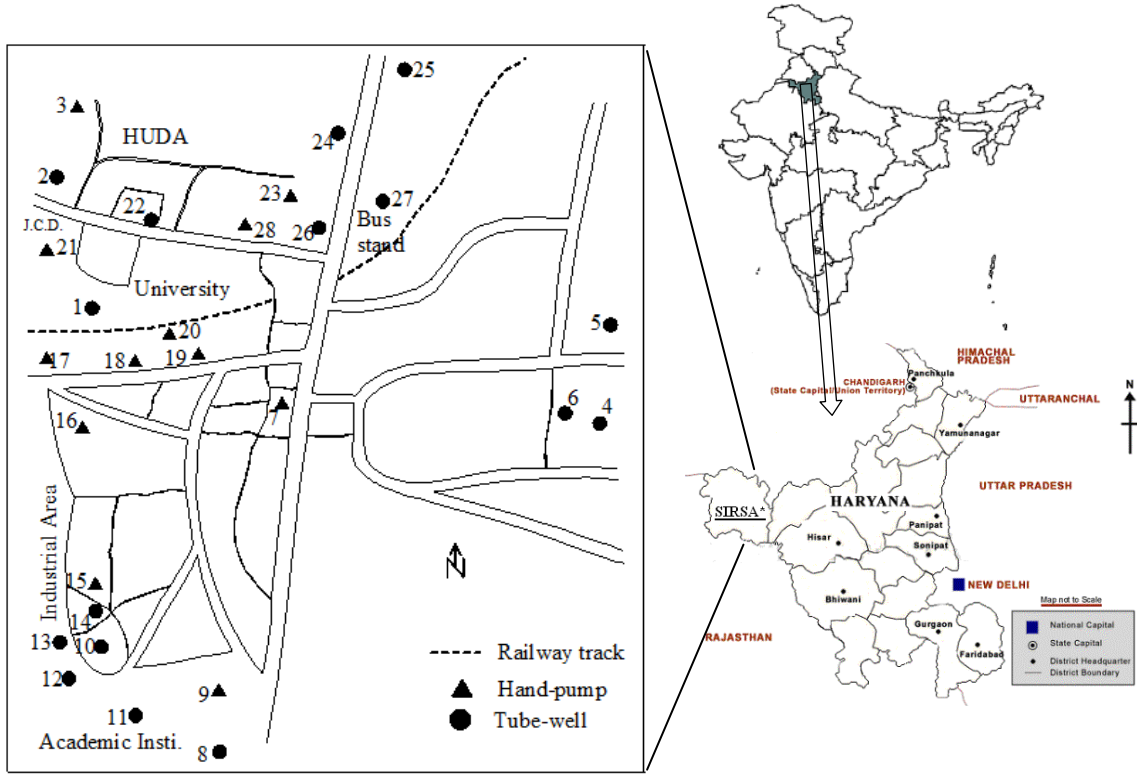 25
3
HUDA
24
2
23
27
22
J.C.D.
28
26
Bus
stand
21
University
1
20
5
17
18
19
6
4
7
16
Industrial Area
N
15
14
13
10
12
9
11
Academic Insti.
8
Railway track
Hand-pump
Tube-well
HIMACHAL
PRADESH
Panchkula
CHANDIGARH
(State Capital/Union Territory)
UTTARANCHAL
N
Yamunanagar
UTTAR PRADESH
HARYANA
SIRSA*
Panipat
Hisar
Sonipat
NEW DELHI
Bhiwani
Map not to Scale
Gurgaon
RAJASTHAN
Faridabad
National Capital
State Capital
District Headquarter
District Boundary